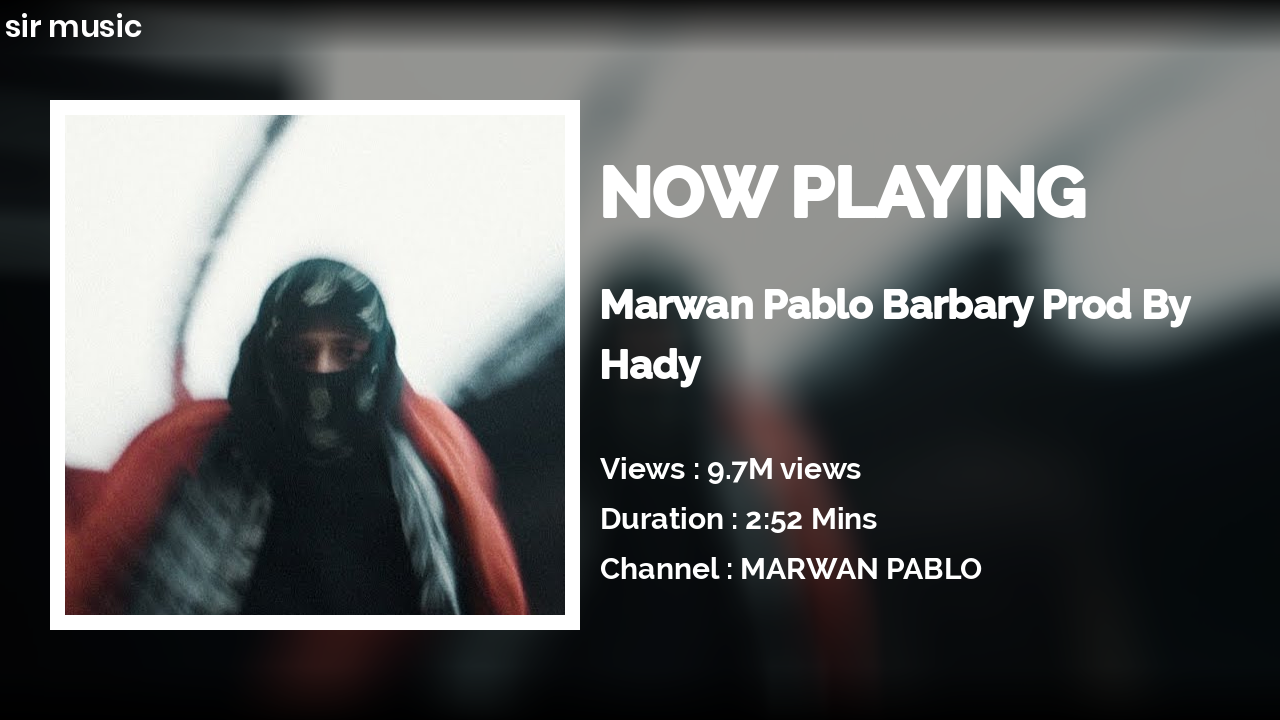 sir music
NOW PLAYING
Marwan Pablo Barbary Prod By
Hady
Views : 9.7M views
Duration : 2:52 Mins
Channel : MARWAN PABLO